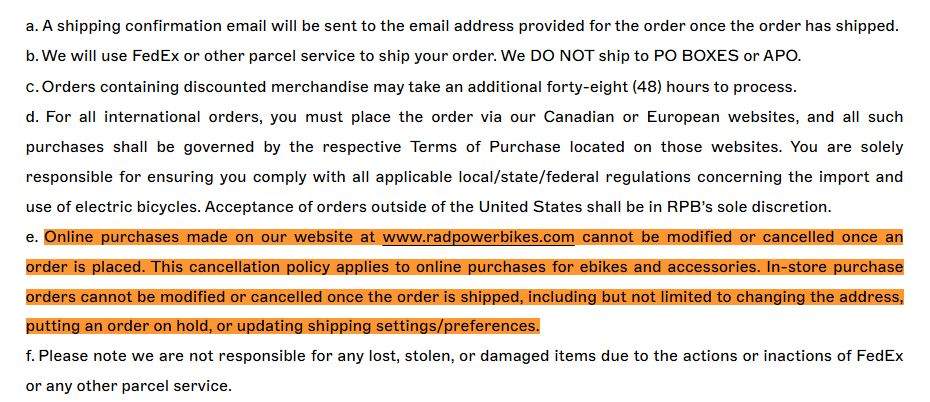 a. A shipping confirmation email will be sent to the email address provided for the order once the order has shipped.
b. We will use FedEx or other parcel service to ship your order. We DO NOT ship to PO BOXES or APO.
c. Orders containing discounted merchandise may take an additional forty-eight (48) hours to process.
d. For all international orders, you must place the order via our Canadian or European websites, and all such
purchases shall be governed by the respective Terms of Purchase located on those websites. You are solely
responsible for ensuring you comply with all applicable local/state/federal regulations concerning the import and
use of electric bicycles. Acceptance of orders outside of the United States shall be in RPB's sole discretion.
e. Online purchases made on our website at www.radpowerbikes.com cannot be modified or cancelled once an
order is placed. This cancellation policy applies to online purchases for ebikes and accessories. In-store purchase
orders cannot be modified or cancelled once the order is shipped, including but not limited to changing the address,
putting an order on hold, or updating shipping settings/preferences.
f. Please note we are not responsible for any lost, stolen, or damaged items due to the actions or inactions of FedEx
or any other parcel service.